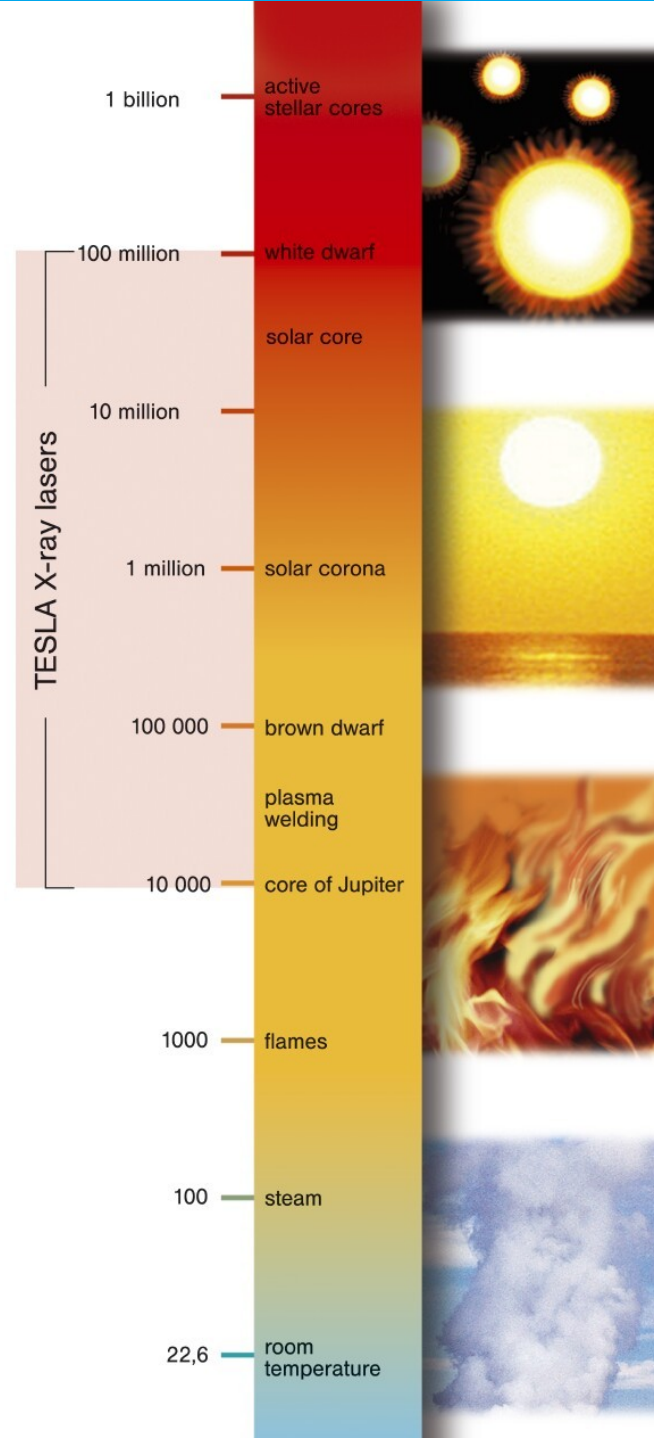 1 billion
active
stellar cores
100 million
white dwarf
solar core
10 million
TESLA X-ray lasers
1 million
solar corona
100 000
brown dwarf
plasma
welding
10 000
core of Jupiter
1000
flames
100
steam
22,6
room
temperature